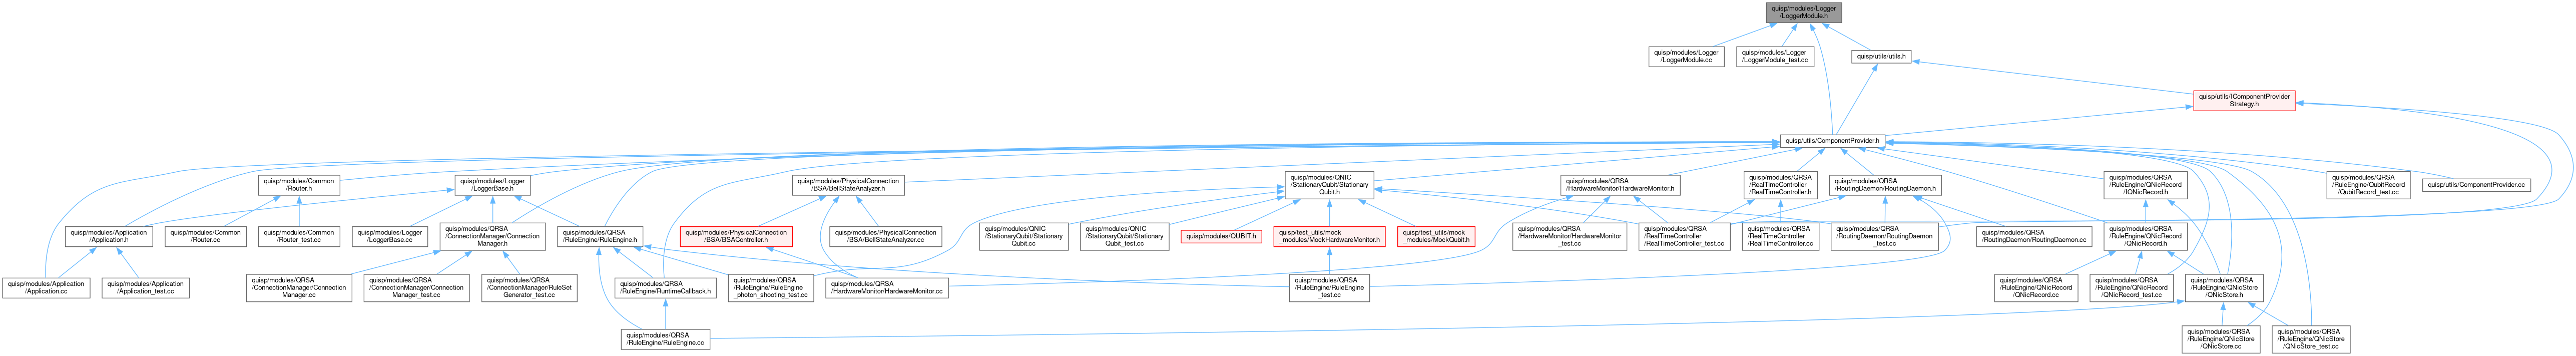 quisp/modules/Logger
/LoggerModule.h
quisp/modules/Logger
/LoggerModule.cc
quisp/modules/Logger
/LoggerModule_test.cc
quisp/utils/utils.h
quisp/utils/IComponentProvider
Strategy.h
quisp/utils/ComponentProvider.h
quisp/modules/Common
/Router.h
quisp/modules/Logger
/LoggerBase.h
quisp/modules/PhysicalConnection
/BSA/BellStateAnalyzer.h
quisp/modules/QNIC
/StationaryQubit/Stationary
Qubit.h
quisp/modules/QRSA
/HardwareMonitor/HardwareMonitor.h
quisp/modules/QRSA
/RealTimeController
/RealTimeController.h
quisp/modules/QRSA
/RoutingDaemon/RoutingDaemon.h
quisp/modules/QRSA
/RuleEngine/QNicRecord
/IQNicRecord.h
quisp/modules/QRSA
/RuleEngine/QubitRecord
/QubitRecord_test.cc
quisp/utils/ComponentProvider.cc
quisp/modules/Application
/Application.h
quisp/modules/Common
/Router.cc
quisp/modules/Common
/Router_test.cc
quisp/modules/Logger
/LoggerBase.cc
quisp/modules/QRSA
/ConnectionManager/Connection
Manager.h
quisp/modules/QRSA
/RuleEngine/RuleEngine.h
quisp/modules/PhysicalConnection
/BSA/BSAController.h
quisp/modules/PhysicalConnection
/BSA/BellStateAnalyzer.cc
quisp/modules/QNIC
/StationaryQubit/Stationary
Qubit.cc
quisp/modules/QNIC
/StationaryQubit/Stationary
Qubit_test.cc
quisp/modules/QUBIT.h
quisp/test_utils/mock
_modules/MockHardwareMonitor.h
quisp/test_utils/mock
_modules/MockQubit.h
quisp/modules/QRSA
/HardwareMonitor/HardwareMonitor
_test.cc
quisp/modules/QRSA
/RealTimeController
/RealTimeController_test.cc
quisp/modules/QRSA
/RealTimeController
/RealTimeController.cc
quisp/modules/QRSA
/RoutingDaemon/RoutingDaemon
_test.cc
quisp/modules/QRSA
/RoutingDaemon/RoutingDaemon.cc
quisp/modules/QRSA
/RuleEngine/QNicRecord
/QNicRecord.h
quisp/modules/Application
/Application.cc
quisp/modules/Application
/Application_test.cc
quisp/modules/QRSA
/ConnectionManager/Connection
Manager.cc
quisp/modules/QRSA
/ConnectionManager/Connection
Manager_test.cc
quisp/modules/QRSA
/ConnectionManager/RuleSet
Generator_test.cc
quisp/modules/QRSA
/RuleEngine/RuntimeCallback.h
quisp/modules/QRSA
/RuleEngine/RuleEngine
_photon_shooting_test.cc
quisp/modules/QRSA
/HardwareMonitor/HardwareMonitor.cc
quisp/modules/QRSA
/RuleEngine/RuleEngine
_test.cc
quisp/modules/QRSA
/RuleEngine/QNicRecord
/QNicRecord.cc
quisp/modules/QRSA
/RuleEngine/QNicRecord
/QNicRecord_test.cc
quisp/modules/QRSA
/RuleEngine/QNicStore
/QNicStore.h
quisp/modules/QRSA
/RuleEngine/RuleEngine.cc
quisp/modules/QRSA
/RuleEngine/QNicStore
/QNicStore.cc
quisp/modules/QRSA
/RuleEngine/QNicStore
/QNicStore_test.cc